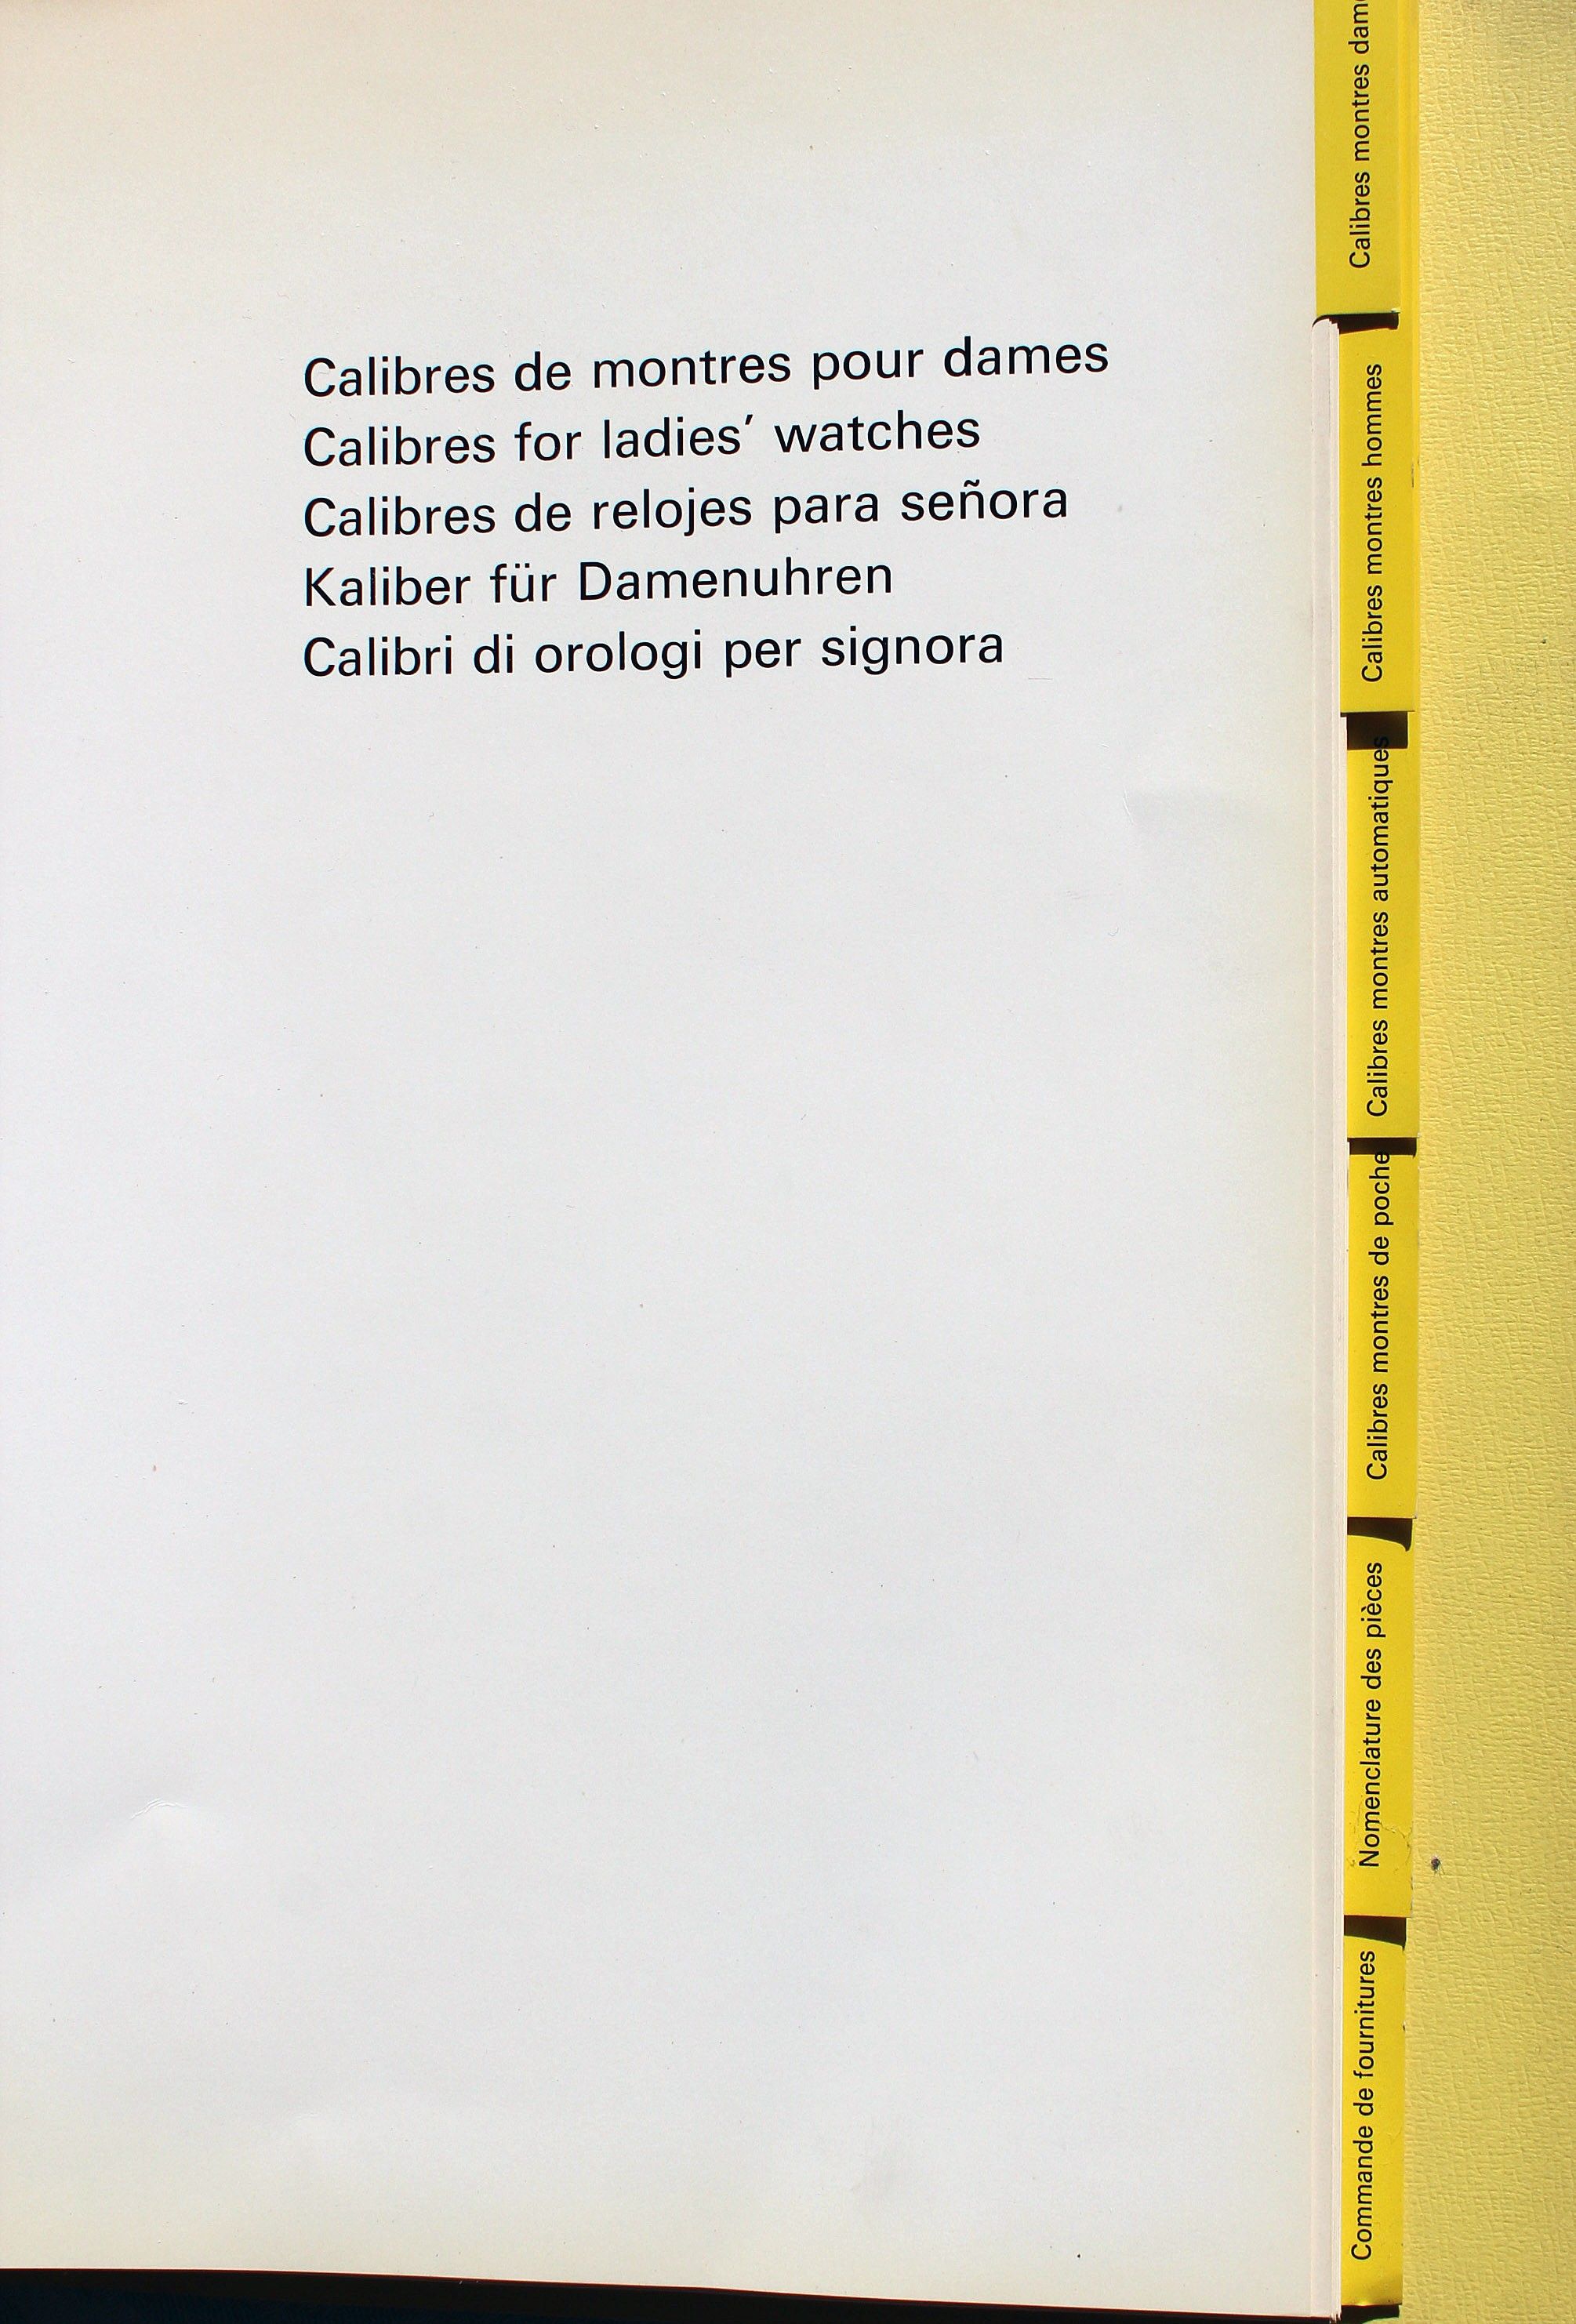 Calibres de montres pour dames
Calibres for ladies’ watches
Calibres de relojes para señora
Kaliber für Damenuhren
Calibri di orologi per signora
Calibres montres
Calibres montres hommes
Calibres montres automatiques
Calibres montres de poche
Nomenclature des pièces
Commande de fournitures